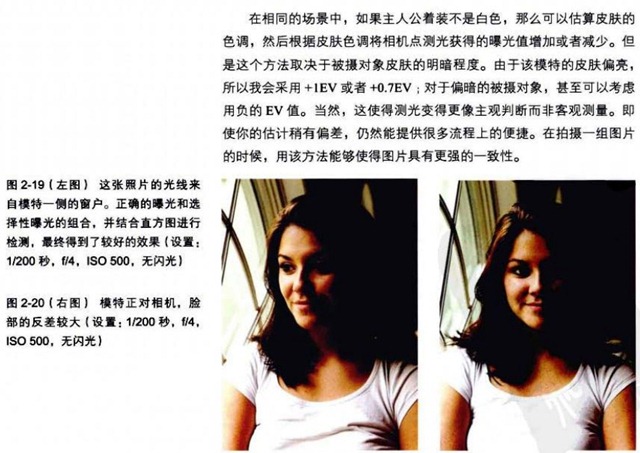 在相同的场景中，如果主人公着装不是白色，那么可以估算皮肤的
色调，然后根据皮肤色调将相机点测光获得的曝光值增加或者减少。但
是这个方法取决于被摄对象皮肤的明暗程度。由于该模特的皮肤偏亮，
所以我会采用 +1EV 或者 +0.7EV；对于偏暗的被摄对象，甚至可以考虑
用负的 EV 值。当然，这使得测光变得更像主观判断而非客观测量。即
使你的估计稍有偏差，仍然能提供很多流程上的便捷。在拍摄一组图片
的时候，用该方法能够使得图片具有更强的一致性。
图 2-19（左图） 这张照片的光线来
自模特一侧的窗户。正确的曝光和选
择性曝光的组合，并结合直方图进行
检测，最终得到了较好的效果（设置：
1/200 秒，f/4，ISO 500，无闪光）
图 2-20（右图） 模特正对相机，脸
部的反差较大（设置：1/200 秒，f/4，
ISO 500，无闪光）